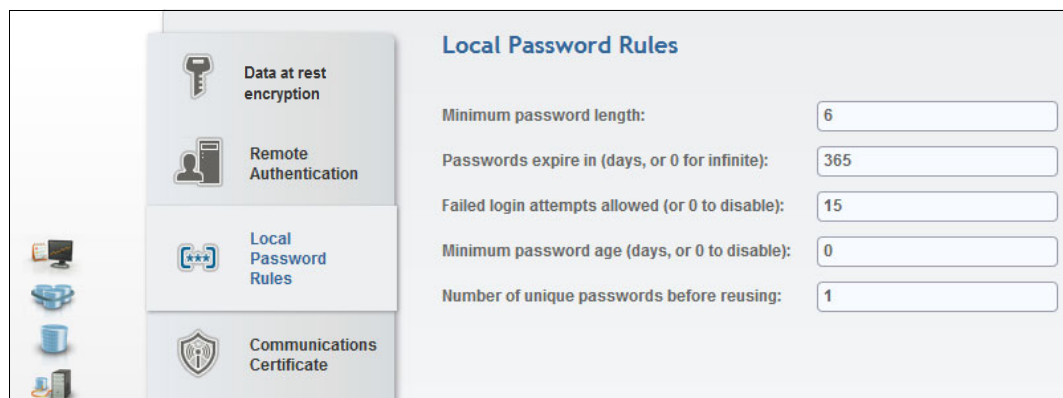 Data at rest
encryption
Remote
Authentication
Local
Password
Rules
Communications
Certificate
Local Password Rules
Minimum password length: 6
Passwords expire in (days, or 0 for infinite): 365
Failed login attempts allowed (or 0 to disable): 15
Minimum password age (days, or 0 to disable): 0
Number of unique passwords before reusing: 1